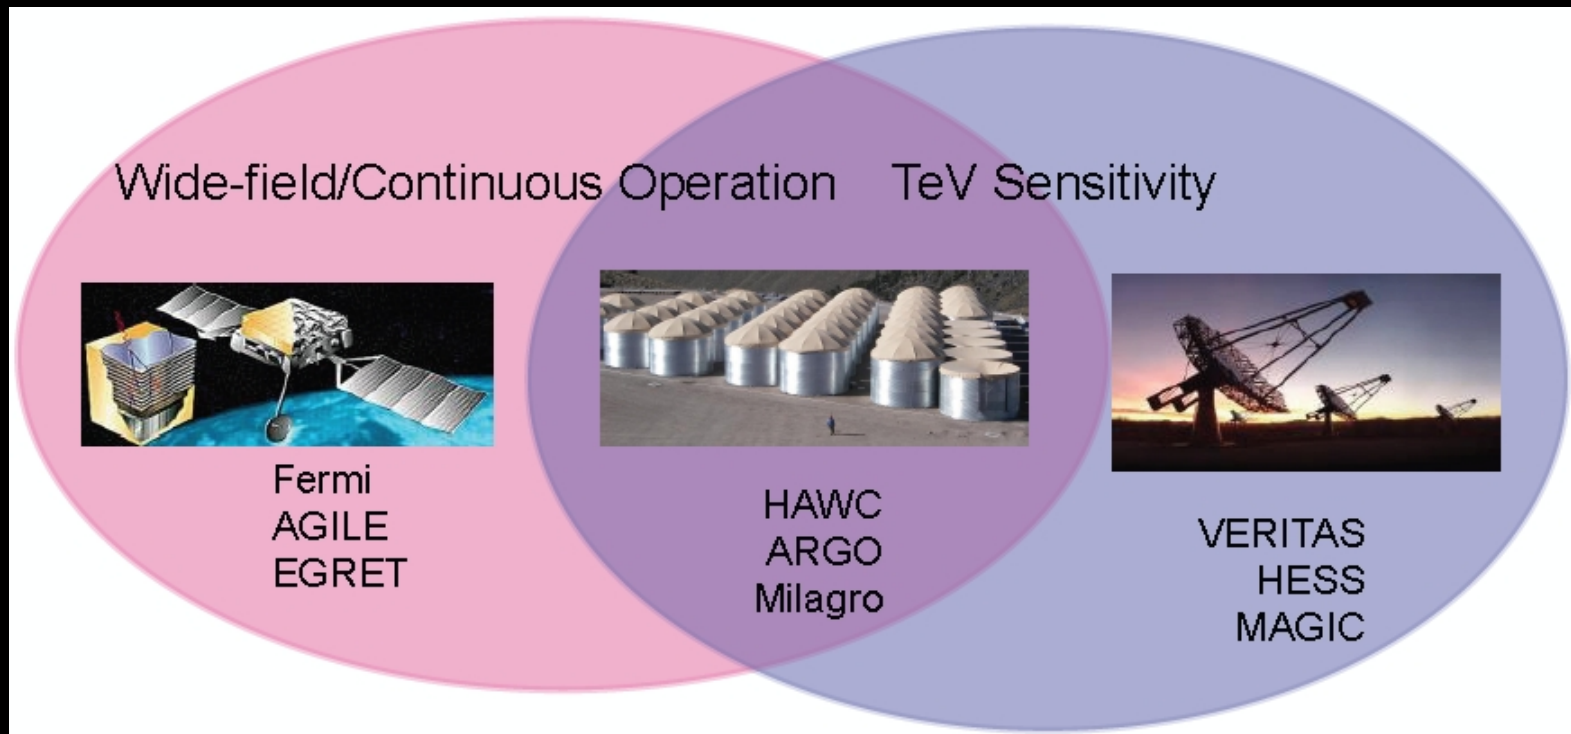 Wide-field/Continuous Operation
TeV Sensitivity
Fermi
AGILE
EGRET
HAWC
ARGO
Milagro
VERITAS
HESS
MAGIC